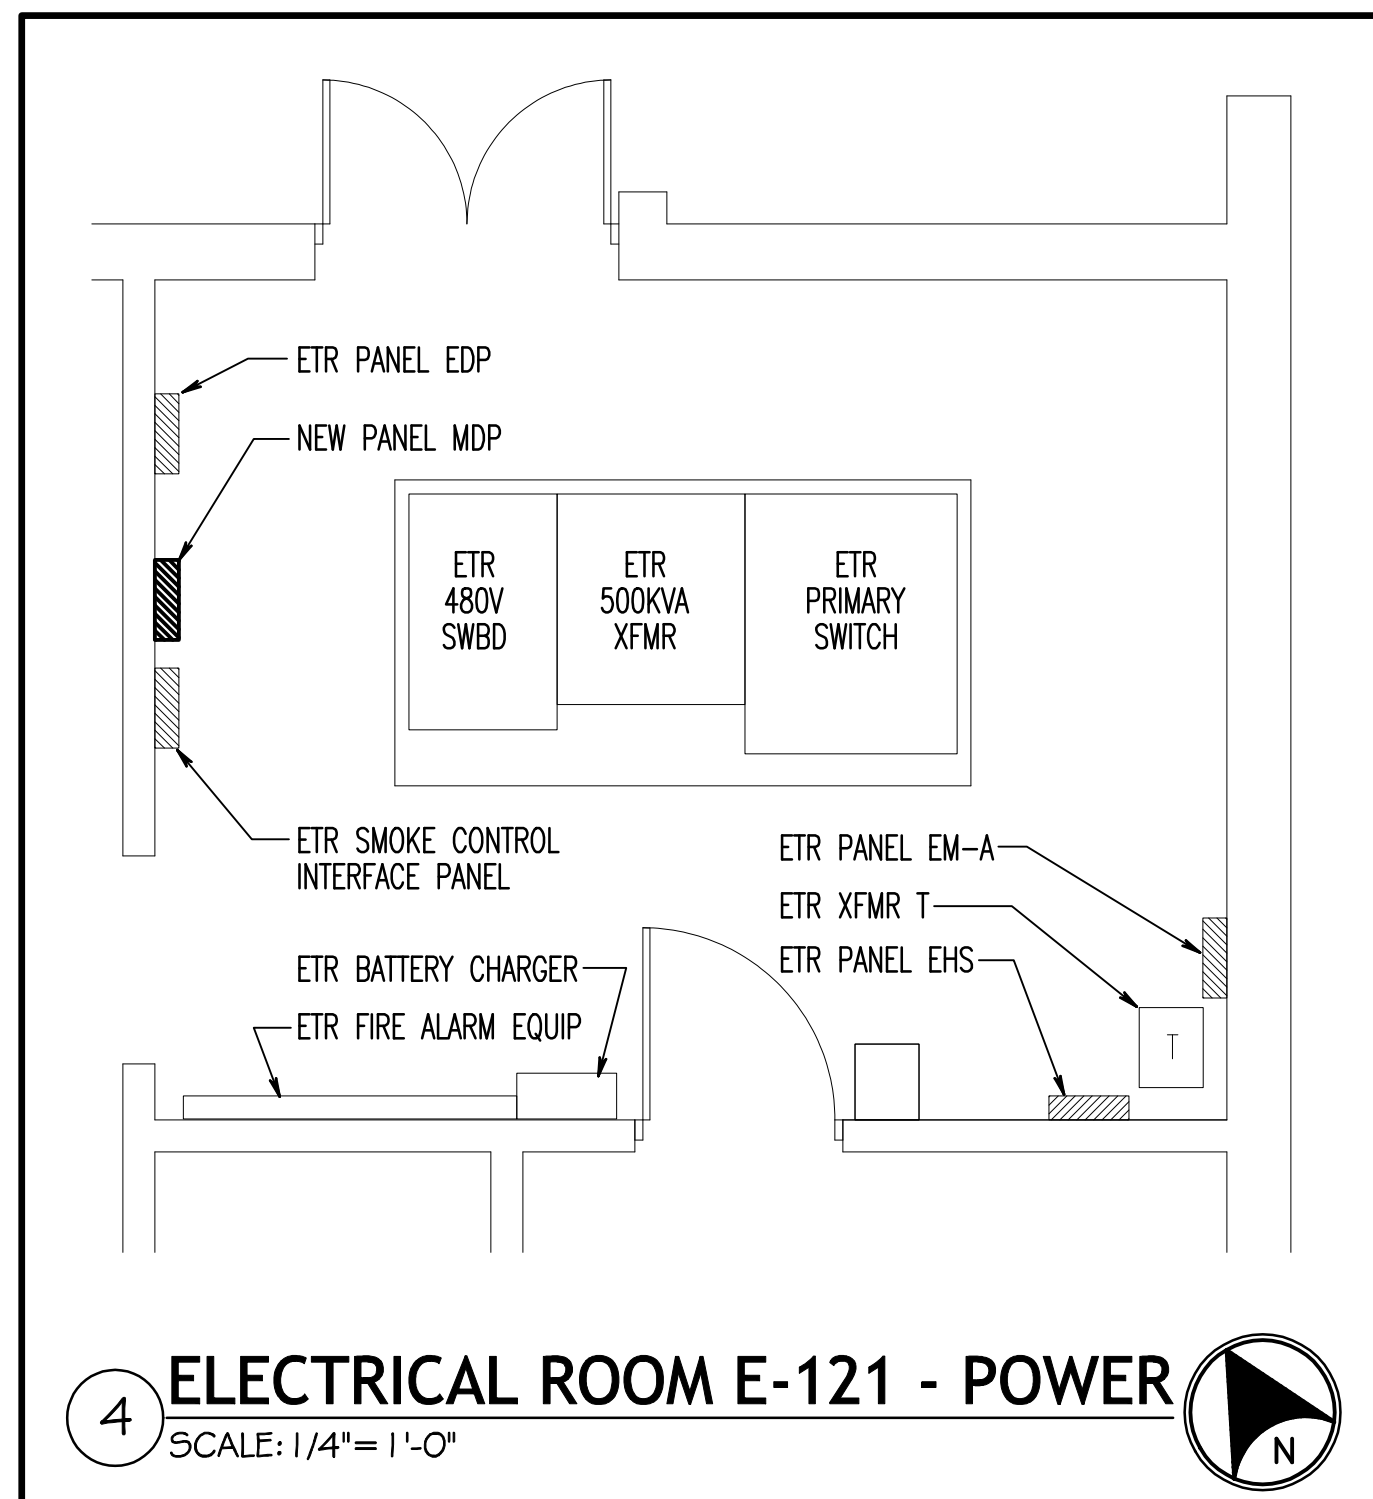 ETR PANEL EDP
NEW PANEL MDP
ETR
480V
SWBD
ETR
500KVA
XFMR
ETR
PRIMARY
SWITCH
ETR SMOKE CONTROL
INTERFACE PANEL
ETR PANEL EM-A
ETR XFMR T
ETR PANEL EHS
ETR BATTERY CHARGER
ETR FIRE ALARM EQUIP
T
4
ELECTRICAL ROOM E-121 - POWER
SCALE: 1/4"= 1'-0"
N